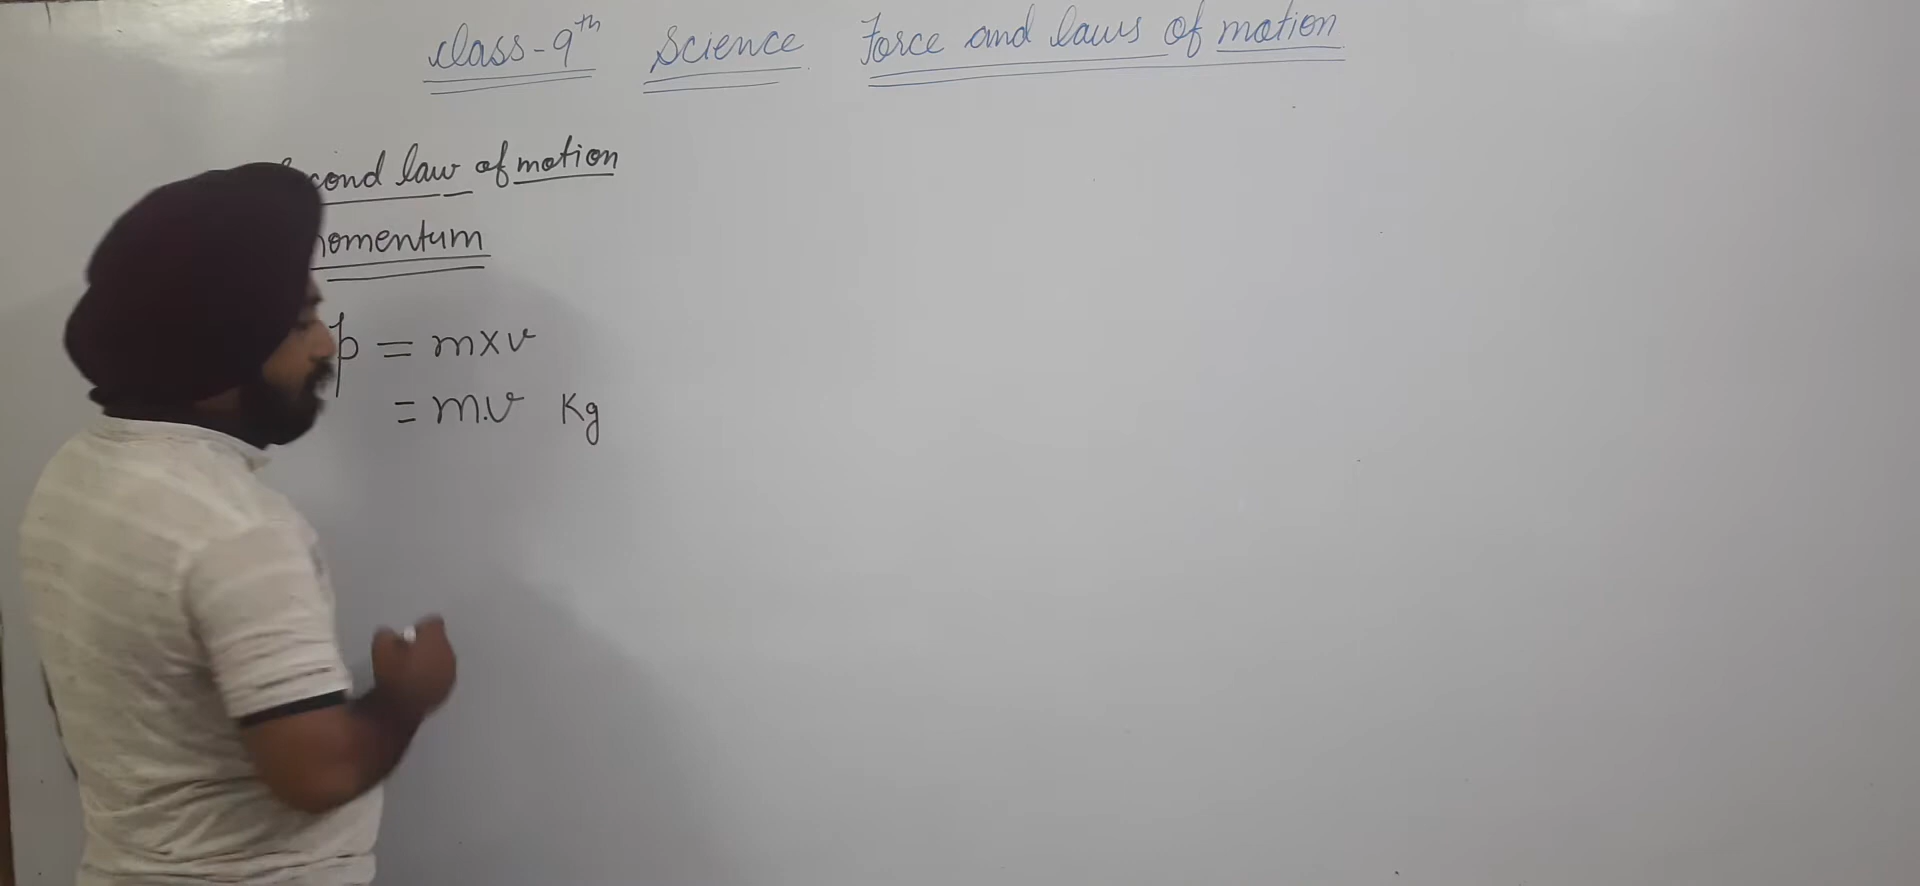 Class-9th Science Force and laws of motion
cond law of motion
omentum
p = m×v
= m.v Kg